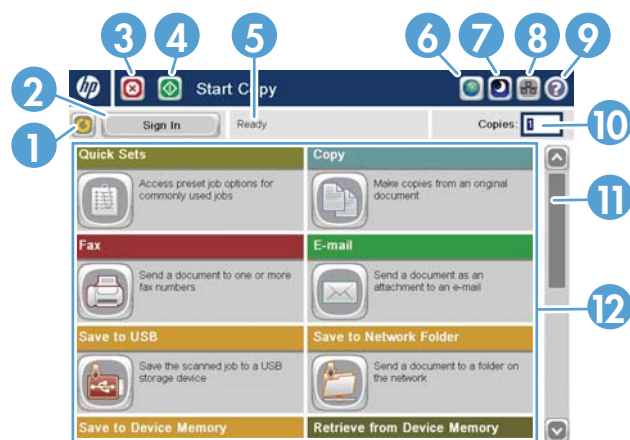 3
4
5
6
7
8
9
2
hp
Start Copy
1
Sign In
Ready
Copies: 1
10
Quick Sets
Access preset job options for
commonly used jobs
Copy
Make copies from an original
document
11
Fax
Send a document to one or more
fax numbers
E-mail
Send a document as an
attachment to an e-mail
12
Save to USB
Save the scanned job to a USB
storage device
Save to Network Folder
Send a document to a folder on
the network
Save to Device Memory
Retrieve from Device Memory